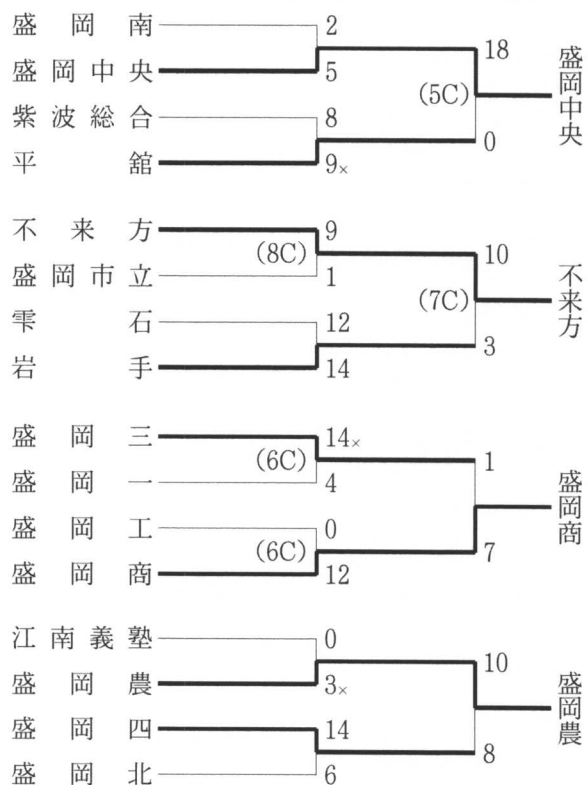 盛岡南 2
盛岡中央 5
紫波総合 8
平舘 9×
(5C)
18
0
盛岡中央
不来方 9
(8C)
盛岡市立 1
雫石 12
岩手 14
(7C)
10
3
不来方
盛岡三 14×
(6C)
盛岡一 4
盛岡工 0
(6C)
盛岡商 12
1
7
盛岡商
江南義塾 0
盛岡農 3×
盛岡四 14
盛岡北 6
10
8
盛岡農